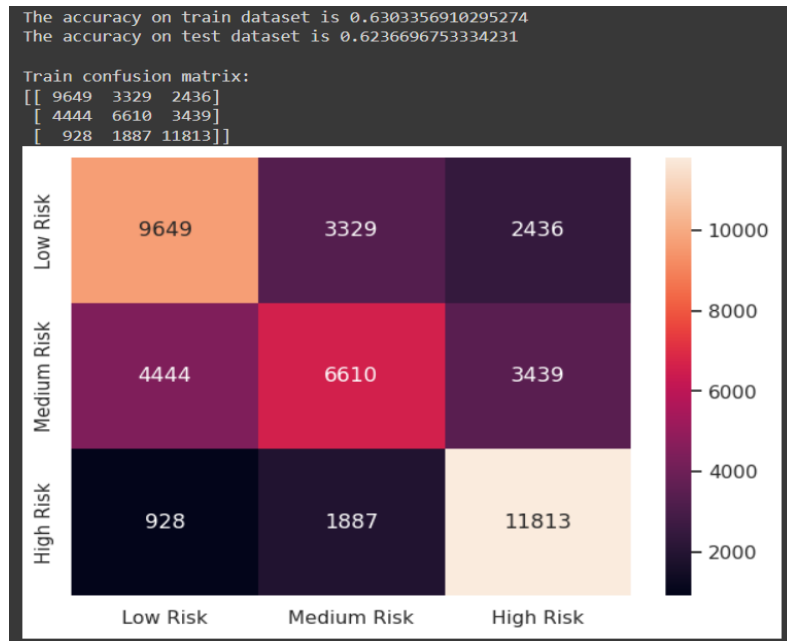 The accuracy on train dataset is 0.6303356910295274
The accuracy on test dataset is 0.6236696753334231
Train confusion matrix:
[[ 9649 3329 2436]
[ 4444 6610 3439]
[ 928 1887 11813]]
Low Risk 9649 3329 2436
Medium Risk 4444 6610 3439
High Risk 928 1887 11813
Low Risk Medium Risk High Risk
10000
8000
6000
4000
2000